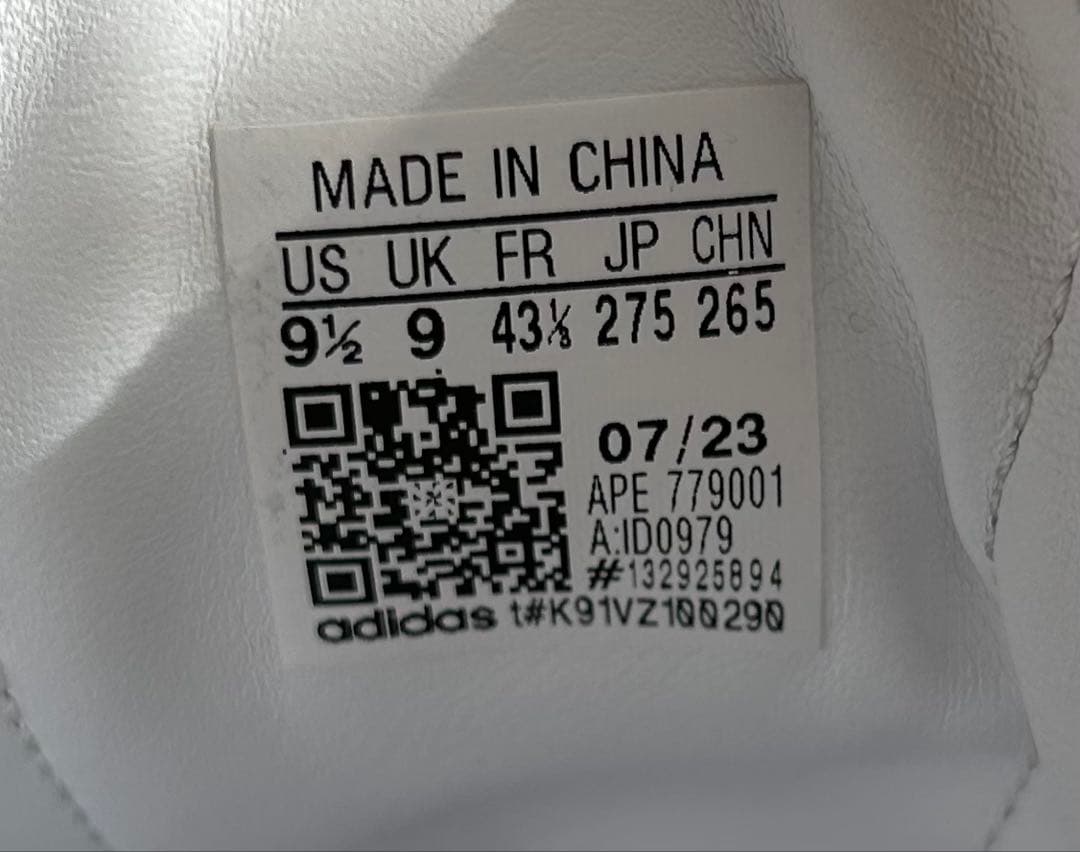 MADE IN CHINA
US UK FR JP CHN
9½ 9 43⅓ 275 265
07/23
APE 779001
A:ID0979
#132925894
adidas t#K91VZ100290